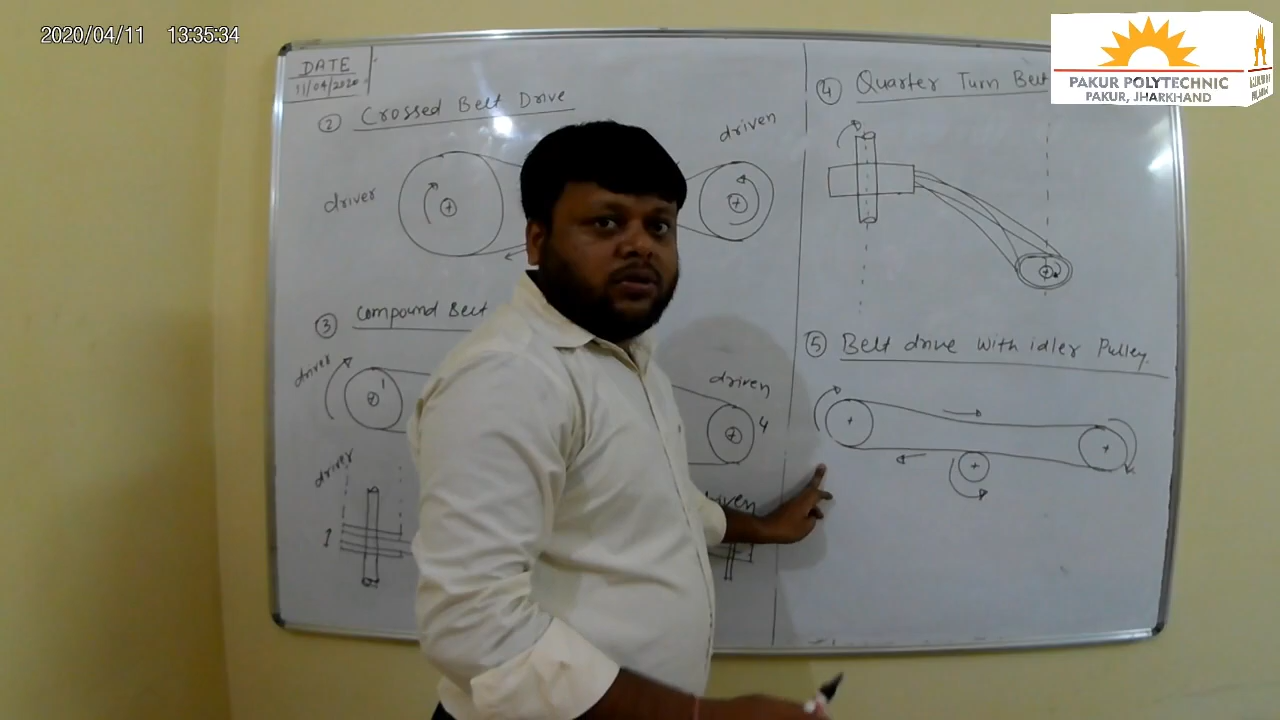 2020/04/11 13:35:34
PAKUR POLYTECHNIC
PAKUR, JHARKHAND
DATE
11/04/2020
② Crossed Belt Drive
driver
driven
③ Compound Belt
driver
1
driven
4
driver
1
driven
④ Quarter Turn Belt
⑤ Belt drive with idler Pulley